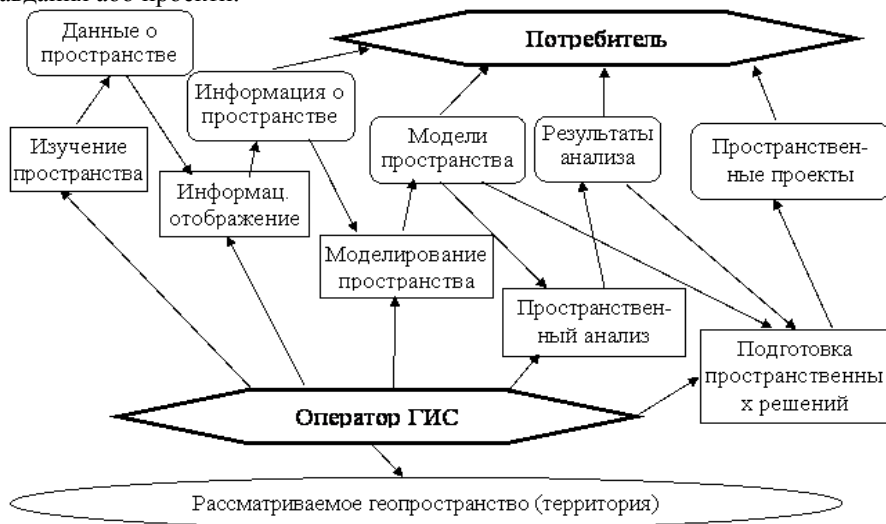 Данные о
пространстве
Потребитель
Информация о
пространстве
Модели
пространства
Результаты
анализа
Пространствен-
ные проекты
Изучение
пространства
Информац.
отображение
Моделирование
пространства
Пространствен-
ный анализ
Подготовка
пространственны
х решений
Оператор ГИС
Рассматриваемое геопространство (территория)